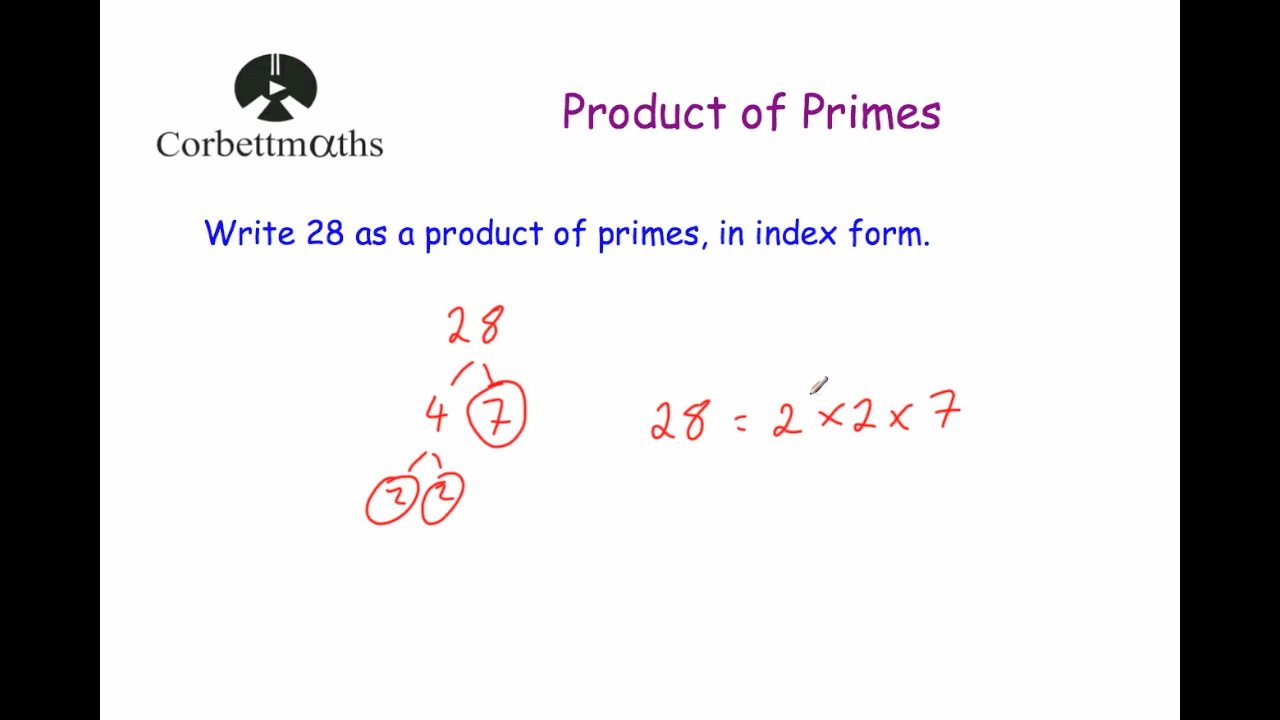 Corbettmαths
Product of Primes
Write 28 as a product of primes, in index form.
28
4 7
2 2
28 = 2 × 2 × 7